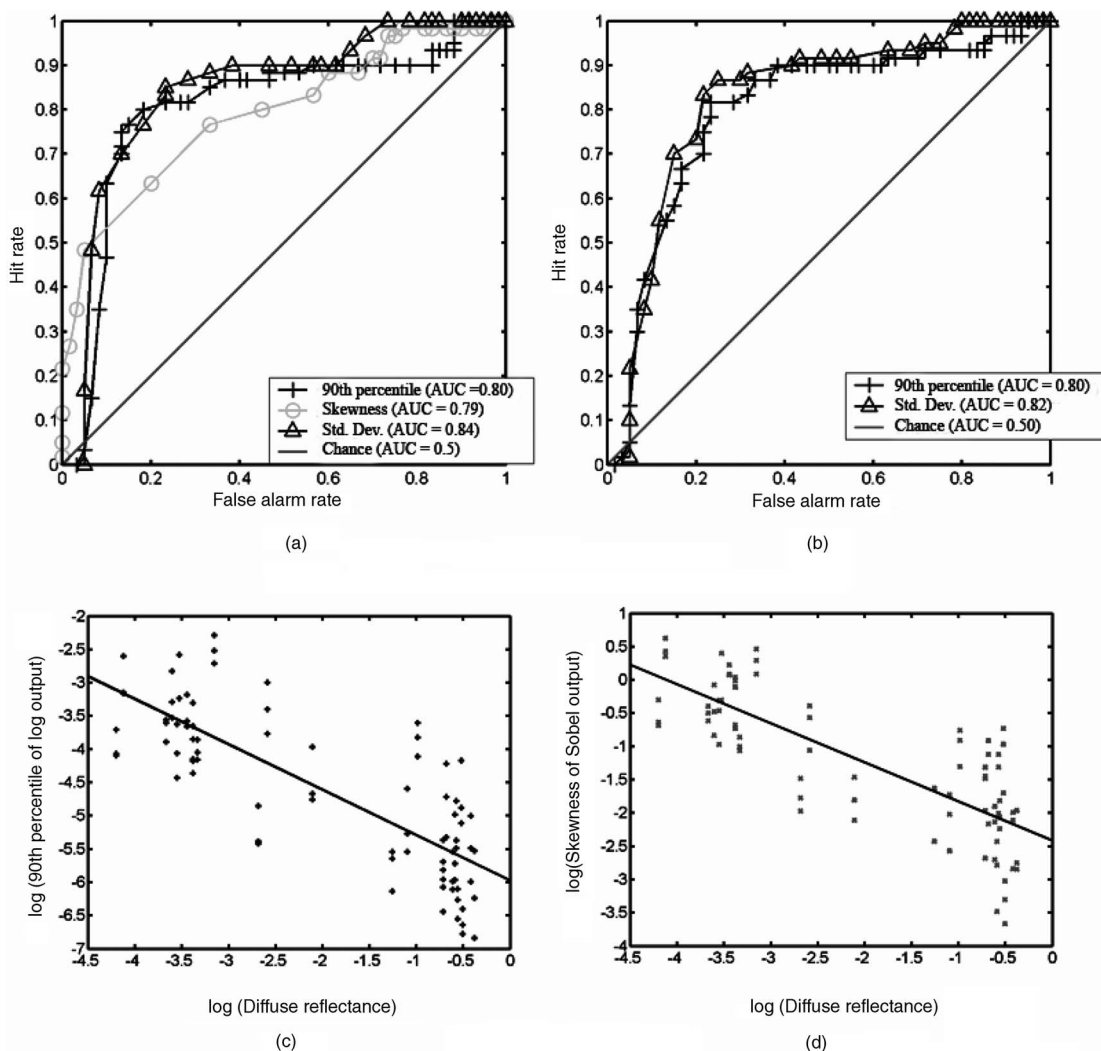 1
0.9
0.8
0.7
0.6
0.5
0.4
0.3
0.2
0.1
0
Hit rate
0 0.2 0.4 0.6 0.8 1
False alarm rate
90th percentile (AUC =0.80)
Skewness (AUC = 0.79)
Std. Dev. (AUC = 0.84)
Chance (AUC = 0.5)
(a)
1
0.9
0.8
0.7
0.6
0.5
0.4
0.3
0.2
0.1
0
Hit rate
0 0.2 0.4 0.6 0.8 1
False alarm rate
90th percentile (AUC = 0.80)
Std. Dev. (AUC = 0.82)
Chance (AUC = 0.50)
(b)
-2
-2.5
-3
-3.5
-4
-4.5
-5
-5.5
-6
-6.5
-7
log (90th percentile of log output)
-4.5 -4 -3.5 -3 -2.5 -2 -1.5 -1 -0.5 0
log (Diffuse reflectance)
(c)
1
0.5
0
-0.5
-1
-1.5
-2
-2.5
-3
-3.5
-4
log(Skewness of Sobel output)
-4.5 -4 -3.5 -3 -2.5 -2 -1.5 -1 -0.5 0
log (Diffuse reflectance)
(d)